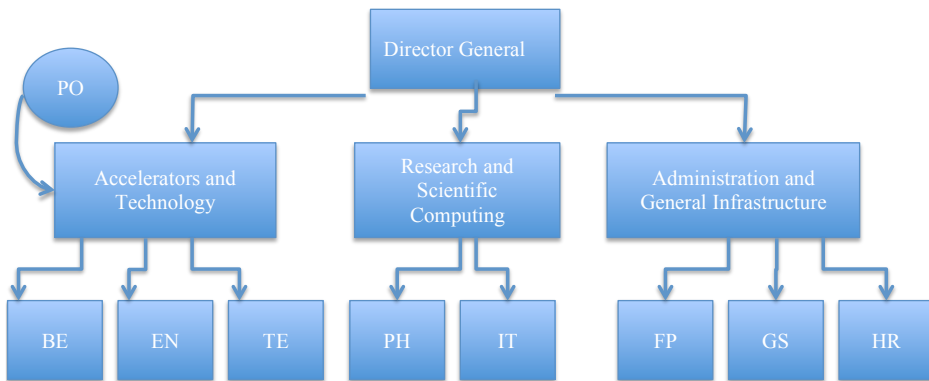 Director General
PO
Accelerators and
Technology
Research and
Scientific
Computing
Administration and
General Infrastructure
BE
EN
TE
PH
IT
FP
GS
HR